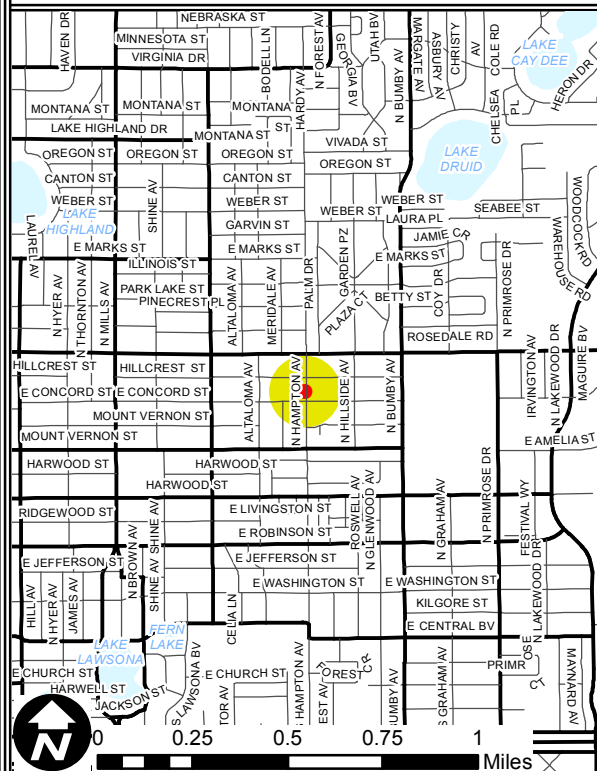 NEBRASKA ST
HAVEN DR
MINNESOTA ST
VIRGINIA DR
BODELL LN
N FOREST AV
GEORGIA BV
UTAH BV
N BUMBY AV
MARGATE AV
ASBURY AV
CHRISTY AV
COLE RD
LAKE
CAY DEE
HERON DR
CHELSEA PL
HARDY AV
MONTANA ST
MONTANA ST
MONTANA ST
LAKE HIGHLAND DR
MONTANA ST
VIVADA ST
LAKE
DRUID
OREGON ST
OREGON ST
OREGON ST
OREGON ST
CANTON ST
CANTON ST
SHINE AV
WEBER ST
WEBER ST
WEBER ST
WEBER ST
LAKE
HIGHLAND
LAUREL AV
GARVIN ST
LAURA PL
SEABEE ST
WOODCOCK RD
WAREHOUSE RD
JAMIE CR
E MARKS ST
E MARKS ST
E MARKS ST
GARDEN PZ
ILLINOIS ST
PARK LAKE ST
PINECREST PL
N HYER AV
N THORNTON AV
N MILLS AV
ALTALOMA AV
MERIDALE AV
PALM DR
PLAZA CT
BETTY ST
COY DR
N PRIMROSE DR
ROSEDALE RD
HILLCREST ST
HILLCREST ST
E CONCORD ST
E CONCORD ST
MOUNT VERNON ST
MOUNT VERNON ST
ALTALOMA AV
N HAMPTON AV
N HILLSIDE AV
N BUMBY AV
IRVINGTON AV
N LAKEWOOD DR
MAGUIRE BV
E AMELIA ST
HARWOOD ST
HARWOOD ST
HARWOOD ST
RIDGEWOOD ST
E LIVINGSTON ST
E ROBINSON ST
ROSWELL AV
N GLENWOOD AV
N GRAHAM AV
N PRIMROSE DR
FESTIVAL WY
N BROWN AV
SHINE AV
SHINE AV
E JEFFERSON ST
E JEFFERSON ST
E WASHINGTON ST
E WASHINGTON ST
KILGORE ST
E CENTRAL BV
N LAKEWOOD DR
HILL AV
N HYER AV
JAMES AV
CELIA LN
LAKE
LAWSONA
FERN
LAKE
E CHURCH ST
E CHURCH ST
HARWELL ST
JACKSON ST
S LAWSONA BV
TOR AV
HAMPTON AV
EST AV
FOREST CR
UMBY AV
S GRAHAM AV
PRIMR
OSE
CT
MAYNARD AV
N
0 0.25 0.5 0.75 1
Miles